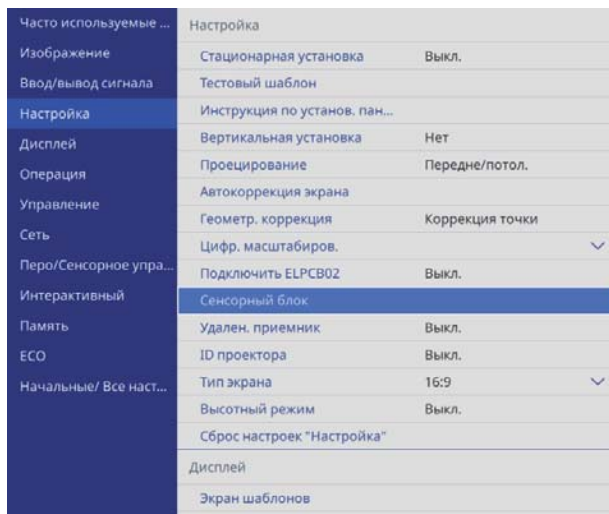 Часто используемые ...
Изображение
Ввод/вывод сигнала
Настройка
Дисплей
Операция
Управление
Сеть
Перо/Сенсорное упра...
Интерактивный
Память
ECO
Начальные/ Все наст...
Настройка
Стационарная установка Выкл.
Тестовый шаблон
Инструкция по установ. пан...
Вертикальная установка Нет
Проецирование Передне/потол.
Автокоррекция экрана
Геометр. коррекция Коррекция точки
Цифр. масштабиров.
Подключить ELPCB02 Выкл.
Сенсорный блок
Удален. приемник Выкл.
ID проектора Выкл.
Тип экрана 16:9
Высотный режим Выкл.
Сброс настроек "Настройка"
Дисплей
Экран шаблонов